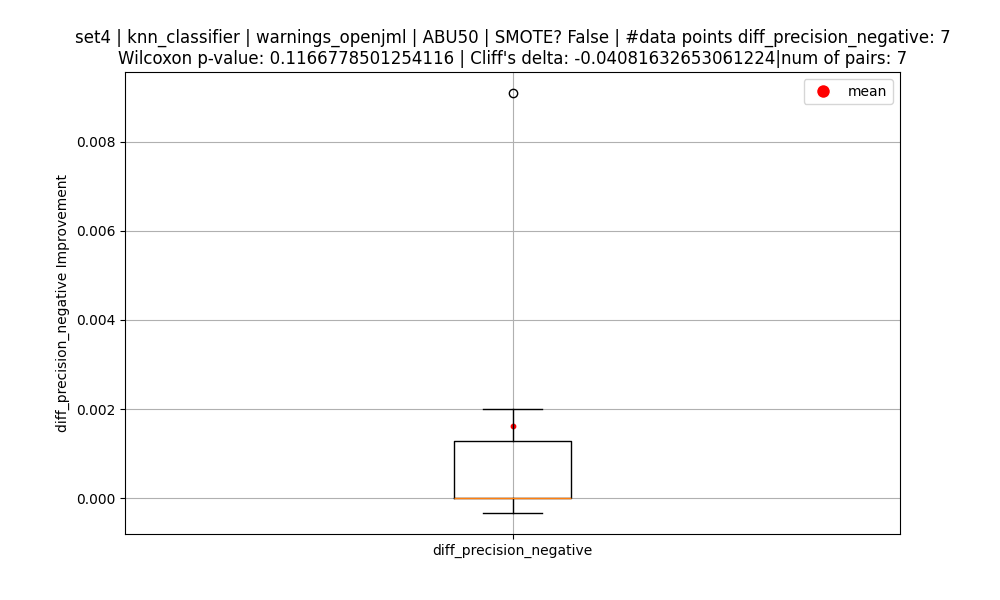 set4 | knn_classifier | warnings_openjml | ABU50 | SMOTE? False | #data points diff_precision_negative: 7
Wilcoxon p-value: 0.1166778501254116 | Cliff's delta: -0.04081632653061224|num of pairs: 7
mean
0.008
0.006
0.004
0.002
0.000
diff_precision_negative Improvement
diff_precision_negative